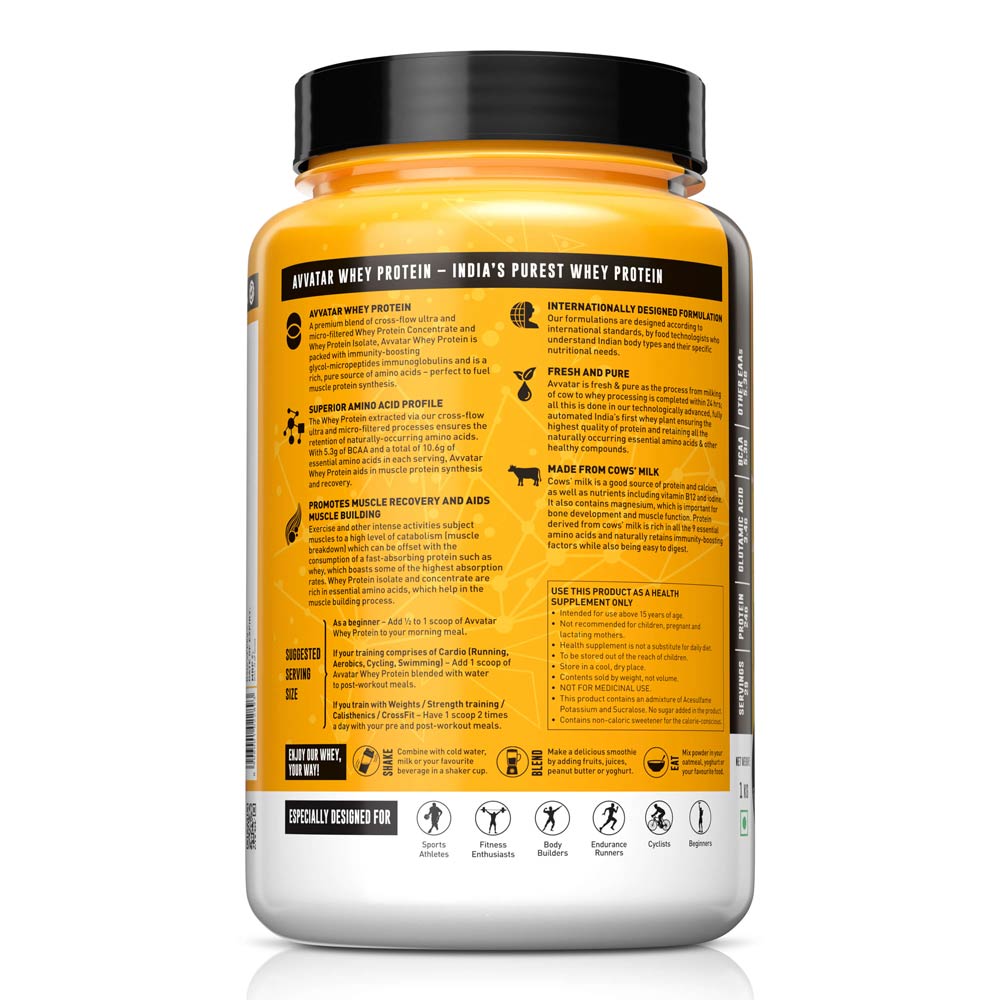 AVVATAR WHEY PROTEIN – INDIA'S PUREST WHEY PROTEIN
AVVATAR WHEY PROTEIN
A premium blend of cross-flow ultra and
micro-filtered Whey Protein Concentrate and
Whey Protein Isolate, Avvatar Whey Protein is
packed with immunity-boosting
glycol-micropeptides immunoglobulins and is a
rich, pure source of amino acids – perfect to fuel
muscle protein synthesis.
SUPERIOR AMINO ACID PROFILE
The Whey Protein extracted via our cross-flow
ultra and micro-filtered processes ensures the
retention of naturally-occurring amino acids.
With 5.3g of BCAA and a total of 10.6g of
essential amino acids in each serving, Avvatar
Whey Protein aids in muscle protein synthesis
and recovery.
PROMOTES MUSCLE RECOVERY AND AIDS
MUSCLE BUILDING
Exercise and other intense activities subject
muscles to a high level of catabolism (muscle
breakdown) which can be offset with the
consumption of a fast-absorbing protein such as
whey, which boasts some of the highest absorption
rates. Whey Protein isolate and concentrate are
rich in essential amino acids, which help in the
muscle building process.
INTERNATIONALLY DESIGNED FORMULATION
Our formulations are designed according to
international standards, by food technologists who
understand Indian body types and their specific
nutritional needs.
FRESH AND PURE
Avvatar is fresh & pure as the process from milking
of cow to whey processing is completed within 24 hrs;
all this is done in our technologically advanced, fully
automated India's first whey plant ensuring the
highest quality of protein and retaining all the
naturally occurring essential amino acids & other
healthy compounds.
MADE FROM COWS' MILK
Cows' milk is a good source of protein and calcium,
as well as nutrients including vitamin B12 and iodine.
It also contains magnesium, which is important for
bone development and muscle function. Protein
derived from cows' milk is rich in all the 9 essential
amino acids and naturally retains immunity-boosting
factors while also being easy to digest.
SUGGESTED
SERVING
SIZE
As a beginner – Add ½ to 1 scoop of Avvatar
Whey Protein to your morning meal.
If your training comprises of Cardio (Running,
Aerobics, Cycling, Swimming) – Add 1 scoop of
Avatar Whey Protein blended with water
to post-workout meals.
If you train with Weights / Strength training /
Calisthenics / CrossFit – Have 1 scoop 2 times
a day with your pre and post-workout meals.
USE THIS PRODUCT AS A HEALTH
SUPPLEMENT ONLY
• Intended for use above 15 years of age.
• Not recommended for children, pregnant and
lactating mothers.
• Health supplement is not a substitute for daily diet.
• To be stored out of the reach of children.
• Store in a cool, dry place.
• Contents sold by weight, not volume.
• NOT FOR MEDICINAL USE.
• This product contains an admixture of Acesulfame
Potassium and Sucralose. No sugar added in the product.
• Contains non-caloric sweetener for the calorie-conscious.
ENJOY OUR WHEY,
YOUR WAY!
SHAKE
Combine with cold water,
milk or your favourite
beverage in a shaker cup.
BLEND
Make a delicious smoothie
by adding fruits, juices,
peanut butter or yoghurt.
EAT
Mix powder in your
oatmeal, yoghurt or
your favourite food.
ESPECIALLY DESIGNED FOR
Sports
Athletes
Fitness
Enthusiasts
Body
Builders
Endurance
Runners
Cyclists
Beginners
SERVINGS
29
PROTEIN
24g
GLUTAMIC ACID
BCAA
5.3g
OTHER EAAs
5.3g
NET WEIGHT
1 KG